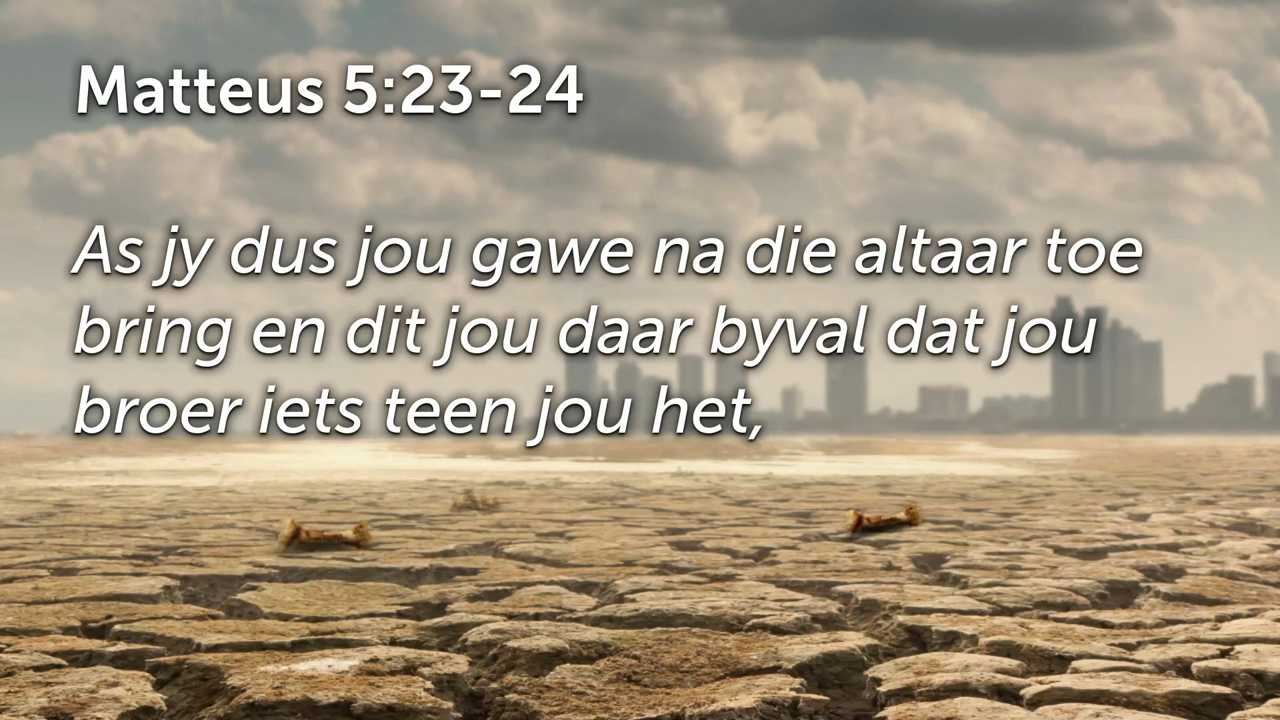 Matteus 5:23-24
As jy dus jou gawe na die altaar toe
bring en dit jou daar byval dat jou
broer iets teen jou het,